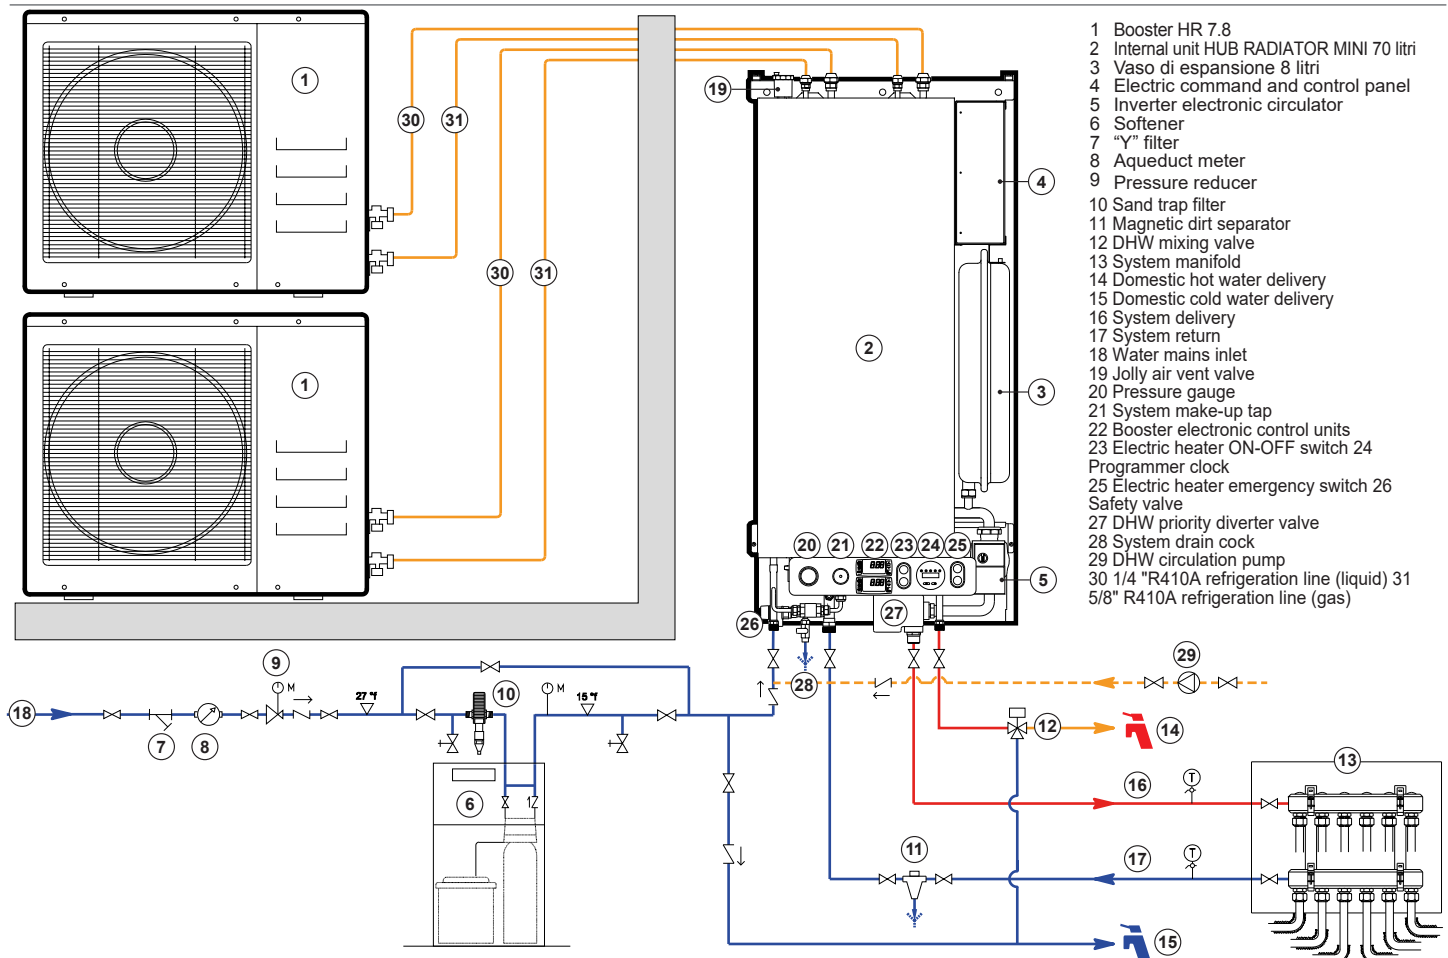 1 Booster HR 7.8
2 Internal unit HUB RADIATOR MINI 70 litri
3 Vaso di espansione 8 litri
4 Electric command and control panel
5 Inverter electronic circulator
6 Softener
7 “Y” filter
8 Aqueduct meter
9 Pressure reducer
10 Sand trap filter
11 Magnetic dirt separator
12 DHW mixing valve
13 System manifold
14 Domestic hot water delivery
15 Domestic cold water delivery
16 System delivery
17 System return
18 Water mains inlet
19 Jolly air vent valve
20 Pressure gauge
21 System make-up tap
22 Booster electronic control units
23 Electric heater ON-OFF switch 24
Programmer clock
25 Electric heater emergency switch 26
Safety valve
27 DHW priority diverter valve
28 System drain cock
29 DHW circulation pump
30 1/4 "R410A refrigeration line (liquid) 31
5/8" R410A refrigeration line (gas)
1
19
30 31
4
30 31
2
1
3
20 21 22 23 24 25
5
26 27
9 29
M 27 °f 10 M 15 °f 28
18 12 14
7 8
13
6 16
T
11 17
T
15